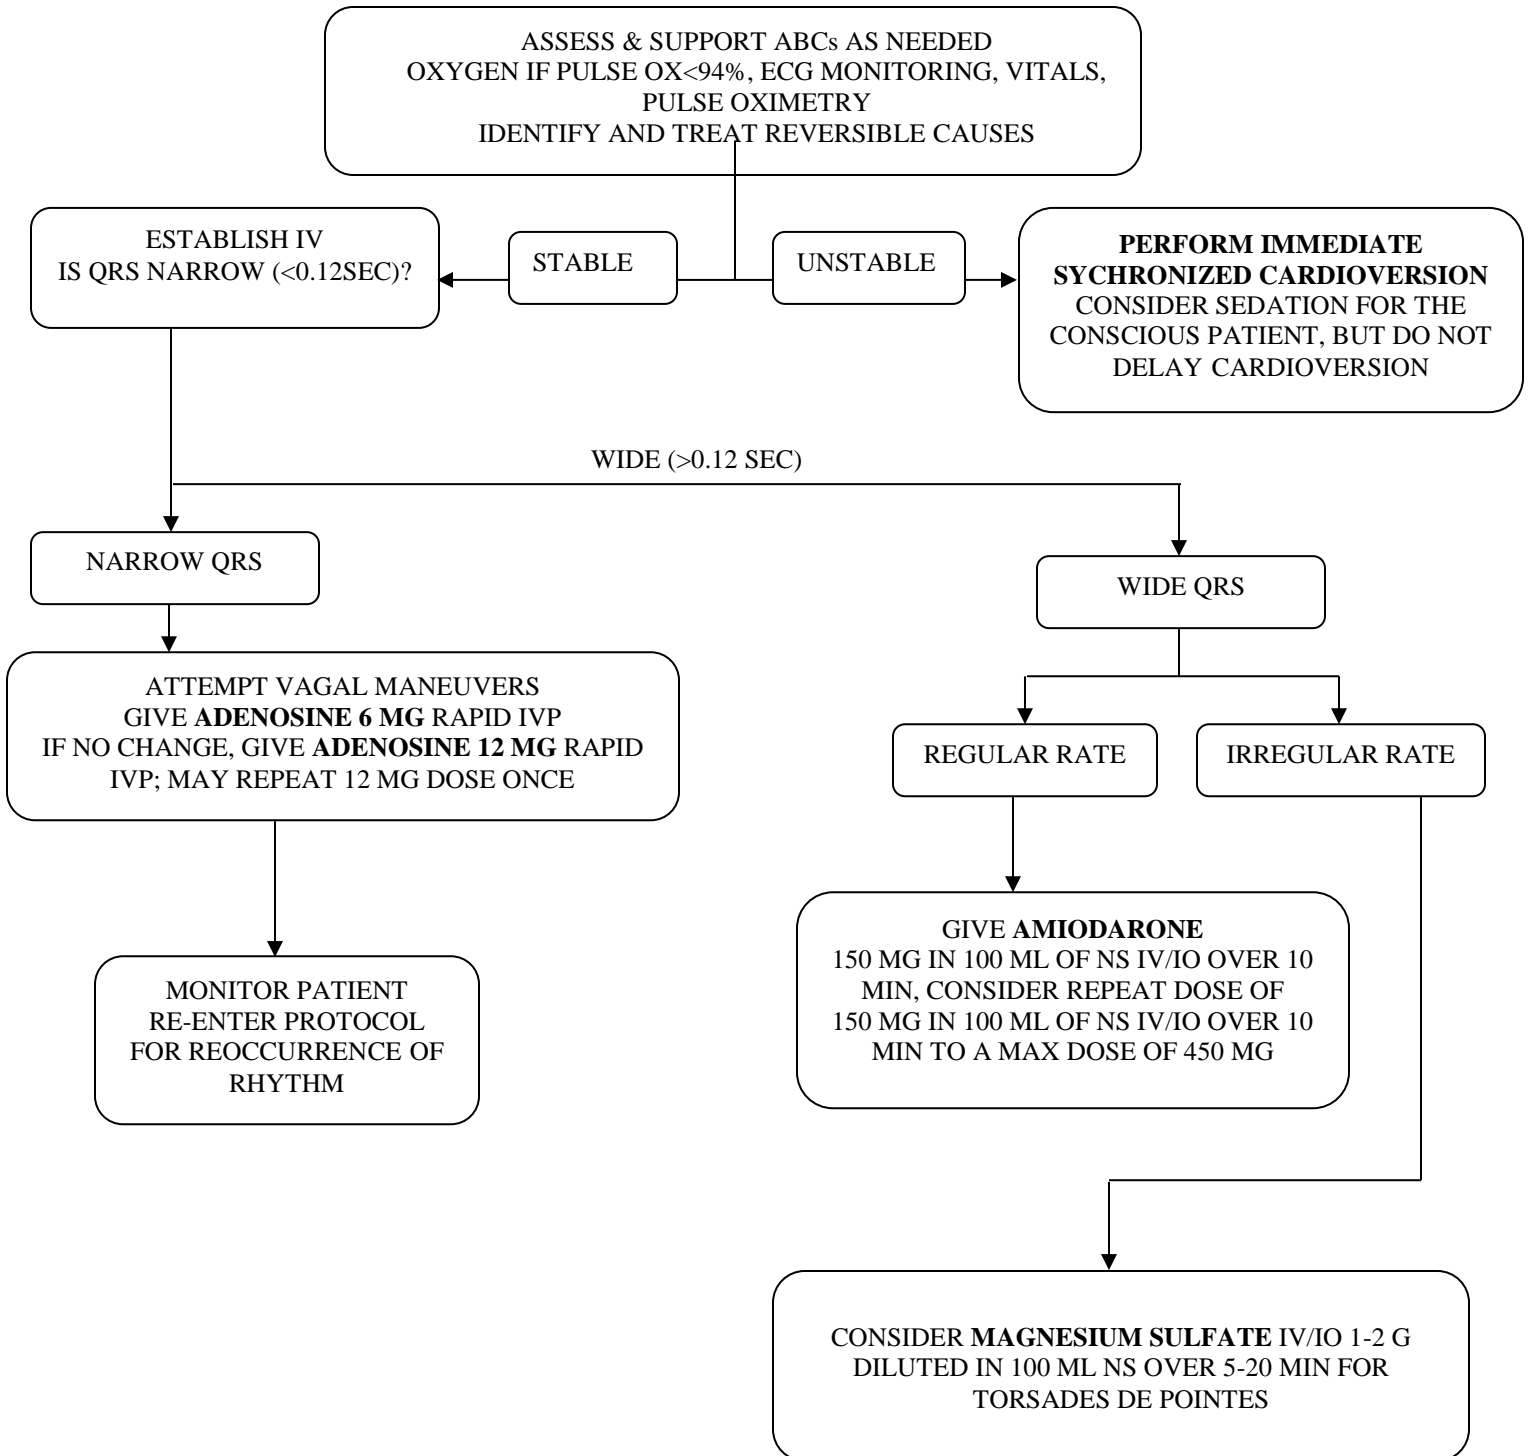 ASSESS & SUPPORT ABCs AS NEEDED
OXYGEN IF PULSE OX<94%, ECG MONITORING, VITALS,
PULSE OXIMETRY
IDENTIFY AND TREAT REVERSIBLE CAUSES
ESTABLISH IV
IS QRS NARROW (<0.12SEC)?
STABLE
UNSTABLE
PERFORM IMMEDIATE
SYCHRONIZED CARDIOVERSION
CONSIDER SEDATION FOR THE
CONSCIOUS PATIENT, BUT DO NOT
DELAY CARDIOVERSION
WIDE (>0.12 SEC)
NARROW QRS
WIDE QRS
ATTEMPT VAGAL MANEUVERS
GIVE ADENOSINE 6 MG RAPID IVP
IF NO CHANGE, GIVE ADENOSINE 12 MG RAPID
IVP; MAY REPEAT 12 MG DOSE ONCE
REGULAR RATE
IRREGULAR RATE
MONITOR PATIENT
RE-ENTER PROTOCOL
FOR REOCCURRENCE OF
RHYTHM
GIVE AMIODARONE
150 MG IN 100 ML OF NS IV/IO OVER 10
MIN, CONSIDER REPEAT DOSE OF
150 MG IN 100 ML OF NS IV/IO OVER 10
MIN TO A MAX DOSE OF 450 MG
CONSIDER MAGNESIUM SULFATE IV/IO 1-2 G
DILUTED IN 100 ML NS OVER 5-20 MIN FOR
TORSADES DE POINTES